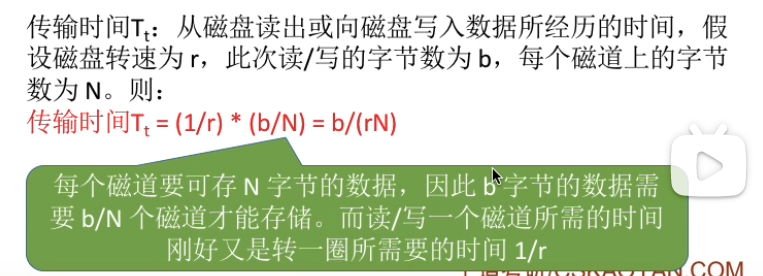 传输时间Tt：从磁盘读出或向磁盘写入数据所经历的时间，假
设磁盘转速为 r，此次读/写的字节数为 b，每个磁道上的字节
数为 N。则：
传输时间Tt = (1/r) * (b/N) = b/(rN)
每个磁道要可存 N 字节的数据，因此 b 字节的数据需
要 b/N 个磁道才能存储。而读/写一个磁道所需的时间
刚好又是转一圈所需要的时间 1/r